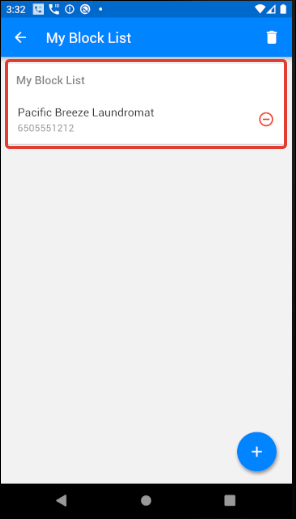 3:32
My Block List
My Block List
Pacific Breeze Laundromat
6505551212